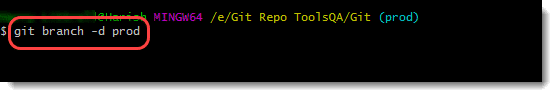 @Harish MINGW64 /e/Git Repo ToolsQA/Git (prod)
$ git branch -d prod